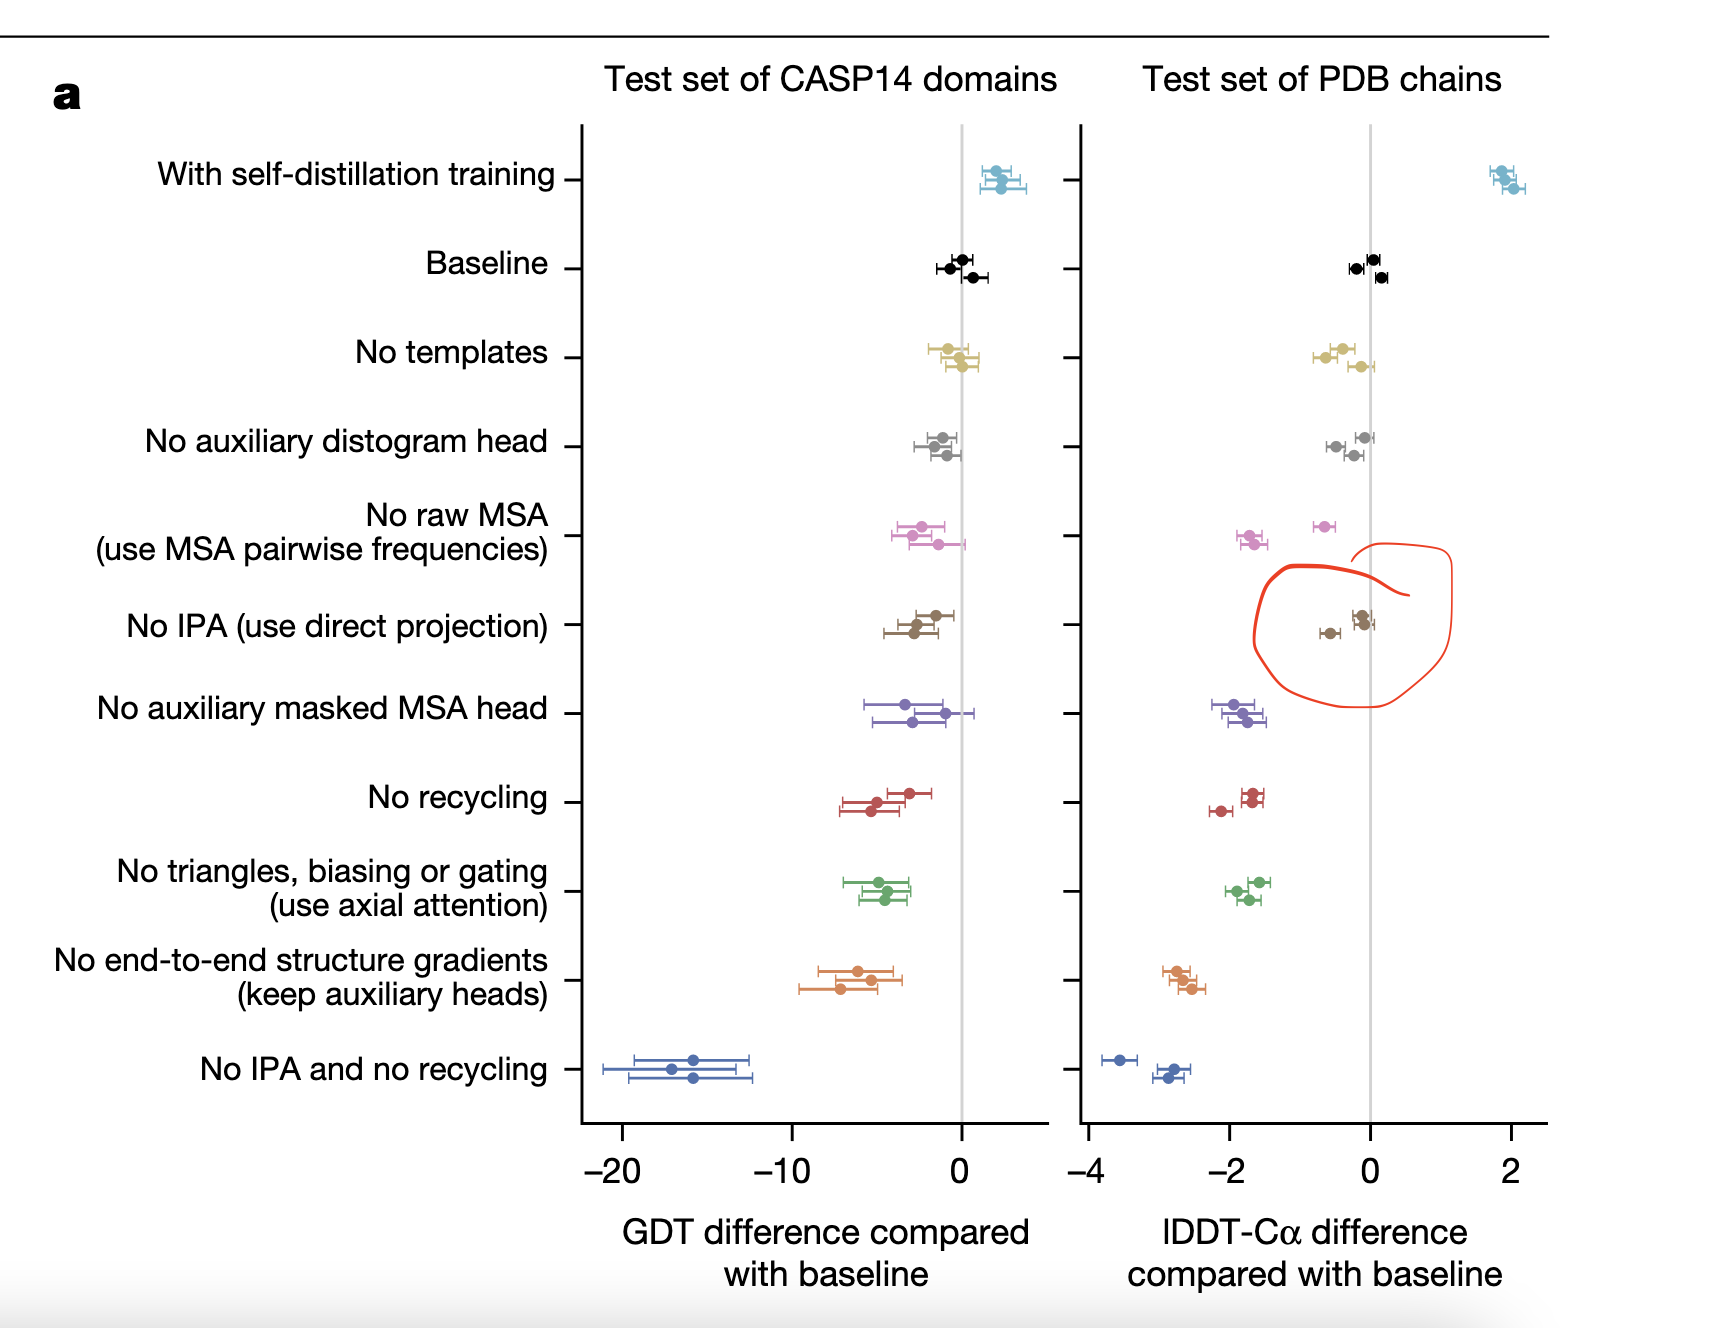 a
Test set of CASP14 domains
Test set of PDB chains
With self-distillation training
Baseline
No templates
No auxiliary distogram head
No raw MSA
(use MSA pairwise frequencies)
No IPA (use direct projection)
No auxiliary masked MSA head
No recycling
No triangles, biasing or gating
(use axial attention)
No end-to-end structure gradients
(keep auxiliary heads)
No IPA and no recycling
–20 –10 0
–4 –2 0 2
GDT difference compared
with baseline
lDDT-Cα difference
compared with baseline